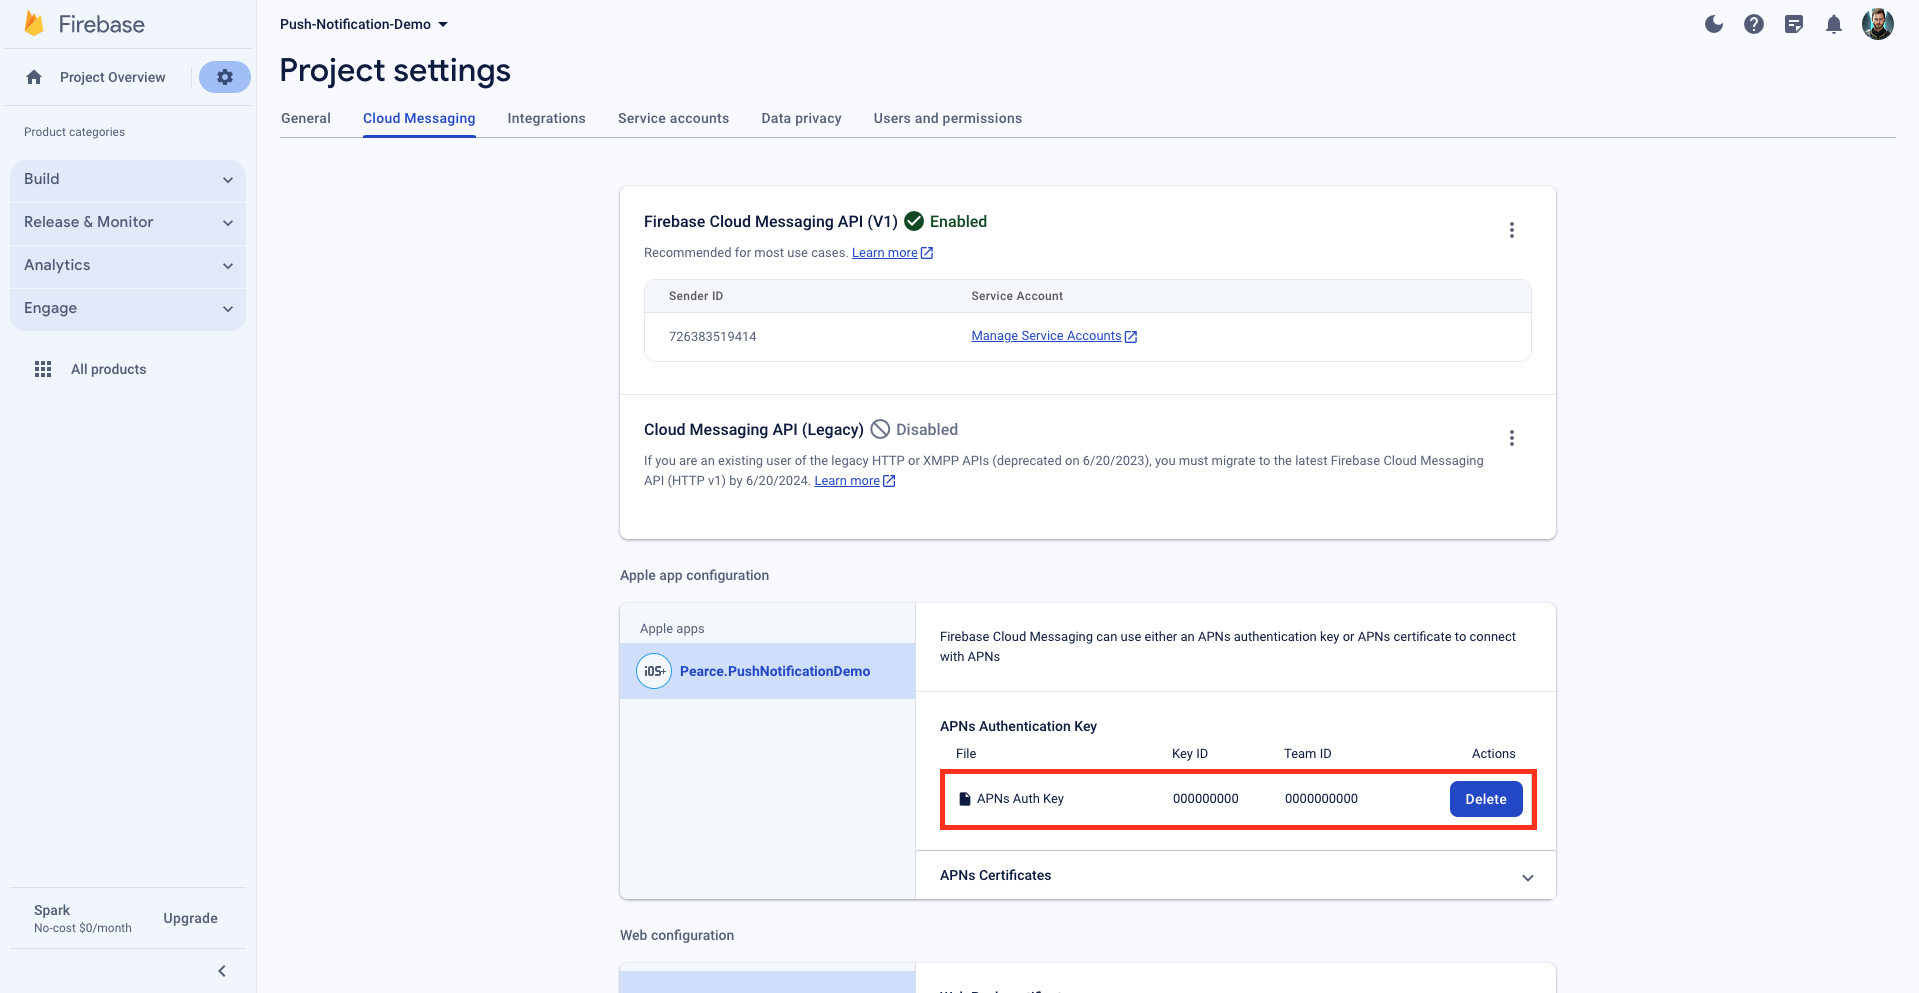 Firebase
Push-Notification-Demo
Project Overview
Project settings
General Cloud Messaging Integrations Service accounts Data privacy Users and permissions
Product categories
Build
Release & Monitor
Analytics
Engage
All products
Firebase Cloud Messaging API (V1) Enabled
Recommended for most use cases. Learn more
Sender ID Service Account
726383519414 Manage Service Accounts
Cloud Messaging API (Legacy) Disabled
If you are an existing user of the legacy HTTP or XMPP APIs (deprecated on 6/20/2023), you must migrate to the latest Firebase Cloud Messaging
API (HTTP v1) by 6/20/2024. Learn more
Apple app configuration
Apple apps
iOS+ Pearce.PushNotificationDemo
Firebase Cloud Messaging can use either an APNs authentication key or APNs certificate to connect
with APNs
APNs Authentication Key
File Key ID Team ID Actions
APNs Auth Key 000000000 0000000000 Delete
APNs Certificates
Web configuration
Spark
No-cost $0/month
Upgrade